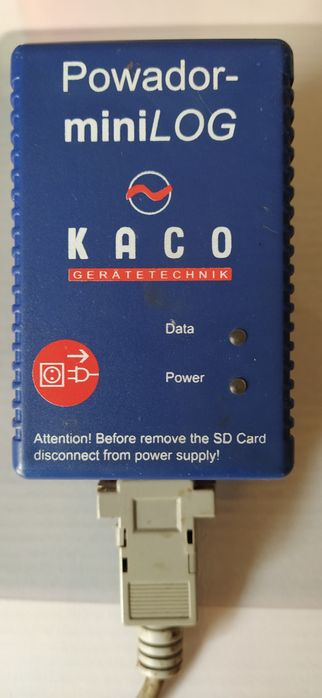 Powador-
miniLOG
KACO
GERÄTETECHNIK
Data
Power
Attention! Before remove the SD Card
disconnect from power supply!